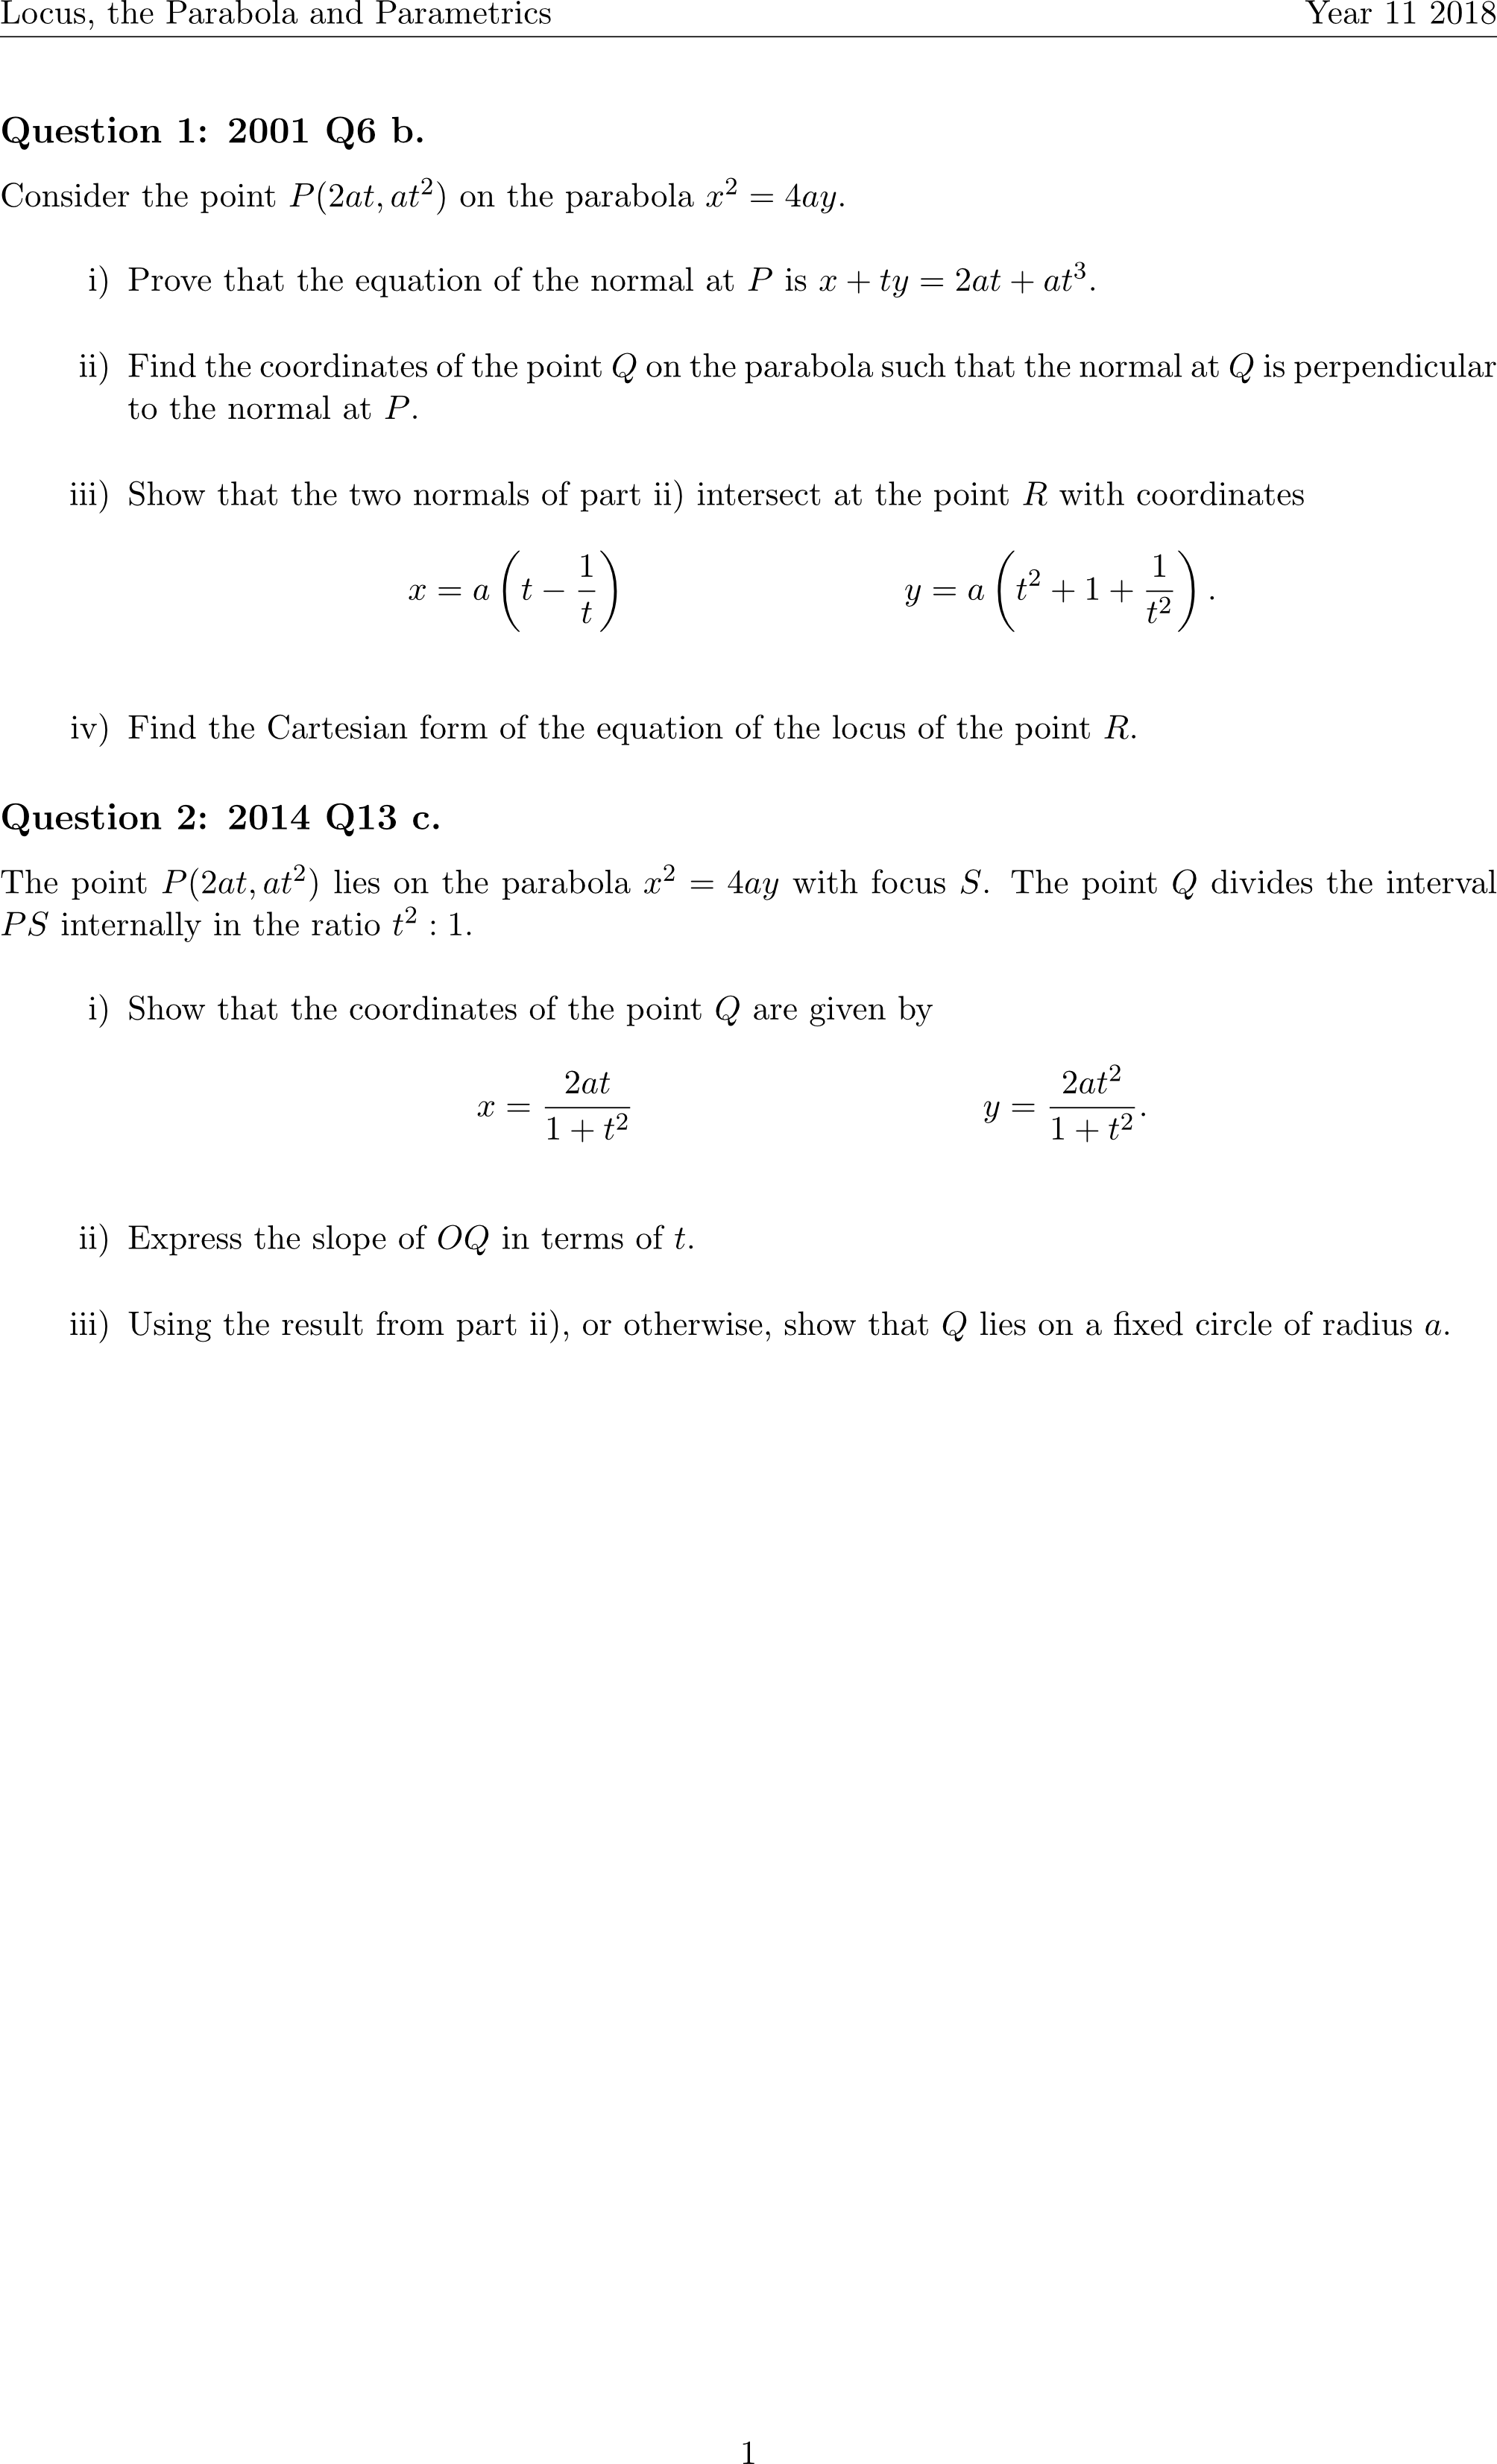 Locus, the Parabola and Parametrics Year 11 2018
Question 1: 2001 Q6 b.
Consider the point $P(2at, at^2)$ on the parabola $x^2 = 4ay$.
i) Prove that the equation of the normal at $P$ is $x + ty = 2at + at^3$.
ii) Find the coordinates of the point $Q$ on the parabola such that the normal at $Q$ is perpendicular
to the normal at $P$.
iii) Show that the two normals of part ii) intersect at the point $R$ with coordinates
$x = a\left(t - \frac{1}{t}\right)$ $y = a\left(t^2 + 1 + \frac{1}{t^2}\right).$
iv) Find the Cartesian form of the equation of the locus of the point $R$.
Question 2: 2014 Q13 c.
The point $P(2at, at^2)$ lies on the parabola $x^2 = 4ay$ with focus $S$. The point $Q$ divides the interval
$PS$ internally in the ratio $t^2 : 1$.
i) Show that the coordinates of the point $Q$ are given by
$x = \frac{2at}{1 + t^2}$ $y = \frac{2at^2}{1 + t^2}.$
ii) Express the slope of $OQ$ in terms of $t$.
iii) Using the result from part ii), or otherwise, show that $Q$ lies on a fixed circle of radius $a$.
1